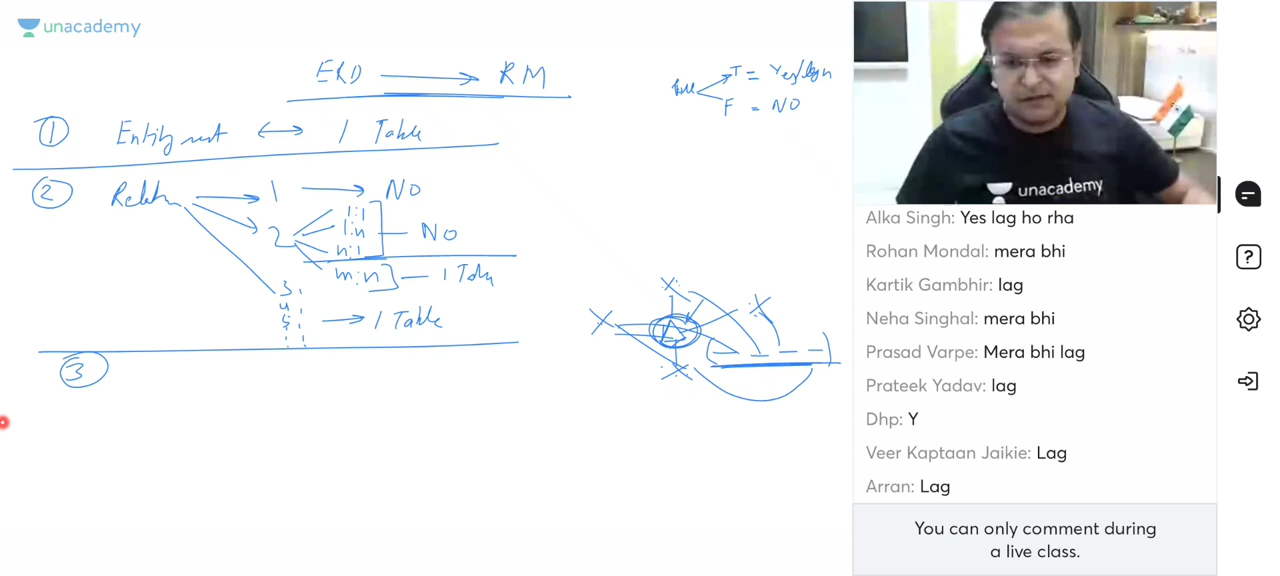 unacademy
ERD → RM
T = Yes/lag
F = NO
① Entity set ↔ 1 Table
② Relation → 1 → NO
2 1:1
1:n
n:1 NO
m:n 1 Table
3
4
5 → 1 Table
③
unacademy
Alka Singh: Yes lag ho rha
Rohan Mondal: mera bhi
Kartik Gambhir: lag
Neha Singhal: mera bhi
Prasad Varpe: Mera bhi lag
Prateek Yadav: lag
Dhp: Y
Veer Kaptaan Jaikie: Lag
Arran: Lag
You can only comment during
a live class.